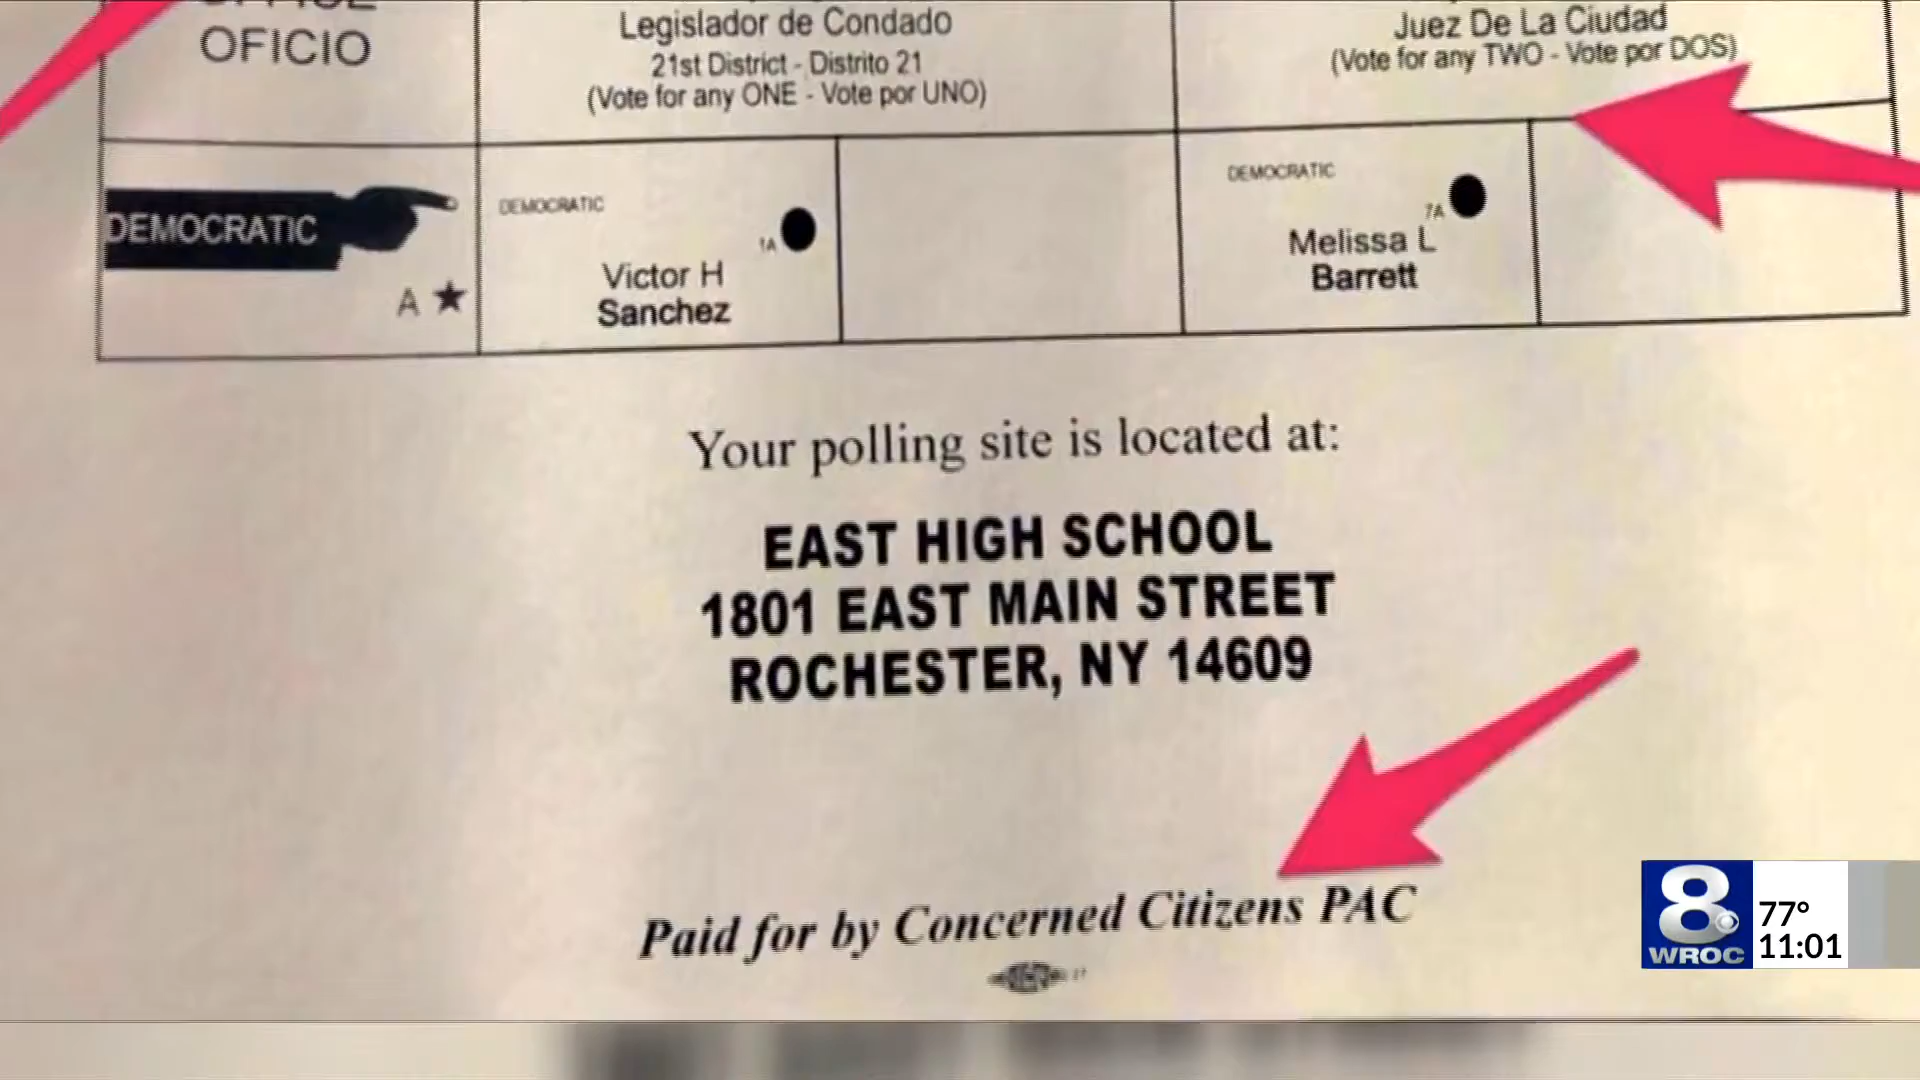 OFFICE
OFICIO
Legislador de Condado
21st District - Distrito 21
(Vote for any ONE - Vote por UNO)
Juez De La Ciudad
(Vote for any TWO - Vote por DOS)
DEMOCRATIC
A ★
DEMOCRATIC
1A
Victor H
Sanchez
DEMOCRATIC
7A
Melissa L
Barrett
Your polling site is located at:
EAST HIGH SCHOOL
1801 EAST MAIN STREET
ROCHESTER, NY 14609
Paid for by Concerned Citizens PAC
8
WROC
77°
11:01